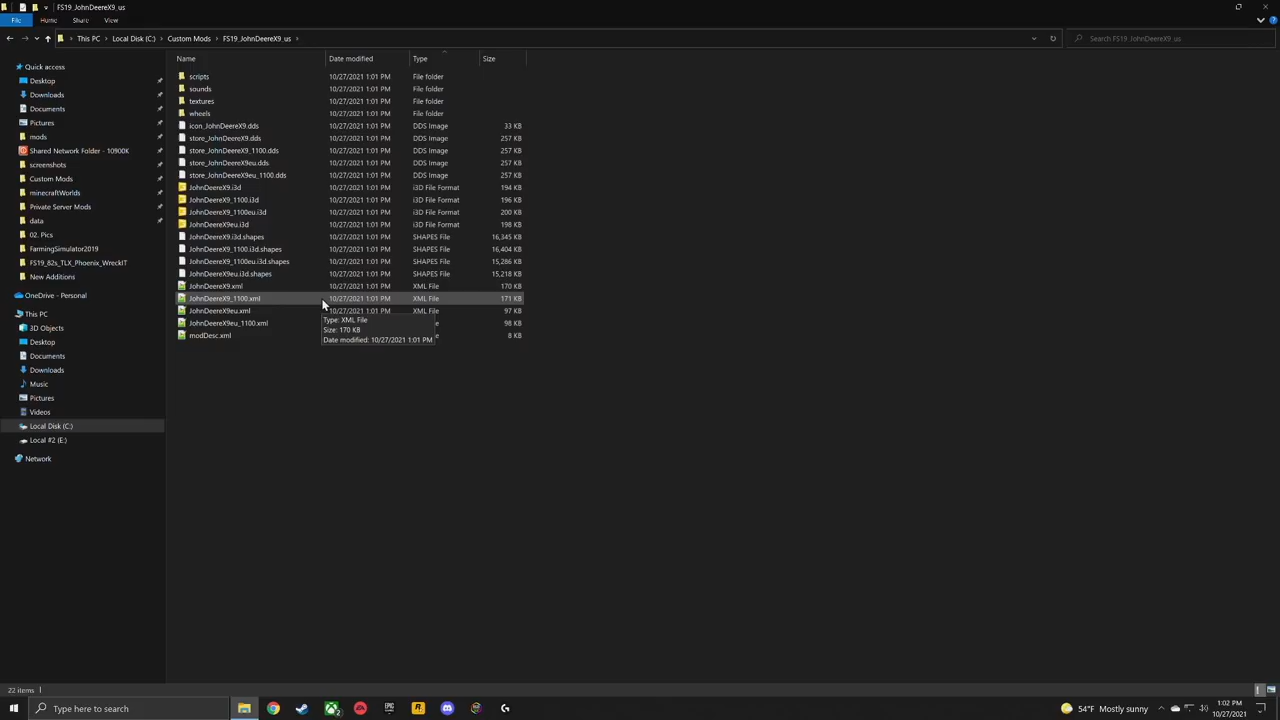 FS19_JohnDeereX9_us
File Home Share View
This PC > Local Disk (C:) > Custom Mods > FS19_JohnDeereX9_us >
Search FS19_JohnDeereX9_us
Quick access
Desktop
Downloads
Documents
Pictures
mods
Shared Network Folder - 10900K
screenshots
Custom Mods
minecraftWorlds
Private Server Mods
data
02. Pics
FarmingSimulator2019
FS19_82s_TLX_Phoenix_WreckIT
New Additions
OneDrive - Personal
This PC
3D Objects
Desktop
Documents
Downloads
Music
Pictures
Videos
Local Disk (C:)
Local #2 (E:)
Network
Name Date modified Type Size
scripts 10/27/2021 1:01 PM File folder
sounds 10/27/2021 1:01 PM File folder
textures 10/27/2021 1:01 PM File folder
wheels 10/27/2021 1:01 PM File folder
icon_JohnDeereX9.dds 10/27/2021 1:01 PM DDS Image 33 KB
store_JohnDeereX9.dds 10/27/2021 1:01 PM DDS Image 257 KB
store_JohnDeereX9_1100.dds 10/27/2021 1:01 PM DDS Image 257 KB
store_JohnDeereX9eu.dds 10/27/2021 1:01 PM DDS Image 257 KB
store_JohnDeereX9eu_1100.dds 10/27/2021 1:01 PM DDS Image 257 KB
JohnDeereX9.i3d 10/27/2021 1:01 PM i3D File Format 194 KB
JohnDeereX9_1100.i3d 10/27/2021 1:01 PM i3D File Format 196 KB
JohnDeereX9_1100eu.i3d 10/27/2021 1:01 PM i3D File Format 200 KB
JohnDeereX9eu.i3d 10/27/2021 1:01 PM i3D File Format 198 KB
JohnDeereX9.i3d.shapes 10/27/2021 1:01 PM SHAPES File 16,345 KB
JohnDeereX9_1100.i3d.shapes 10/27/2021 1:01 PM SHAPES File 16,404 KB
JohnDeereX9_1100eu.i3d.shapes 10/27/2021 1:01 PM SHAPES File 15,286 KB
JohnDeereX9eu.i3d.shapes 10/27/2021 1:01 PM SHAPES File 15,218 KB
JohnDeereX9.xml 10/27/2021 1:01 PM XML File 170 KB
JohnDeereX9_1100.xml 10/27/2021 1:01 PM XML File 171 KB
JohnDeereX9eu.xml 10/27/2021 1:01 PM XML File 97 KB
JohnDeereX9eu_1100.xml 98 KB
modDesc.xml 8 KB
Type: XML File
Size: 170 KB
Date modified: 10/27/2021 1:01 PM
22 items
Type here to search
2
54°F Mostly sunny
1:02 PM
10/27/2021